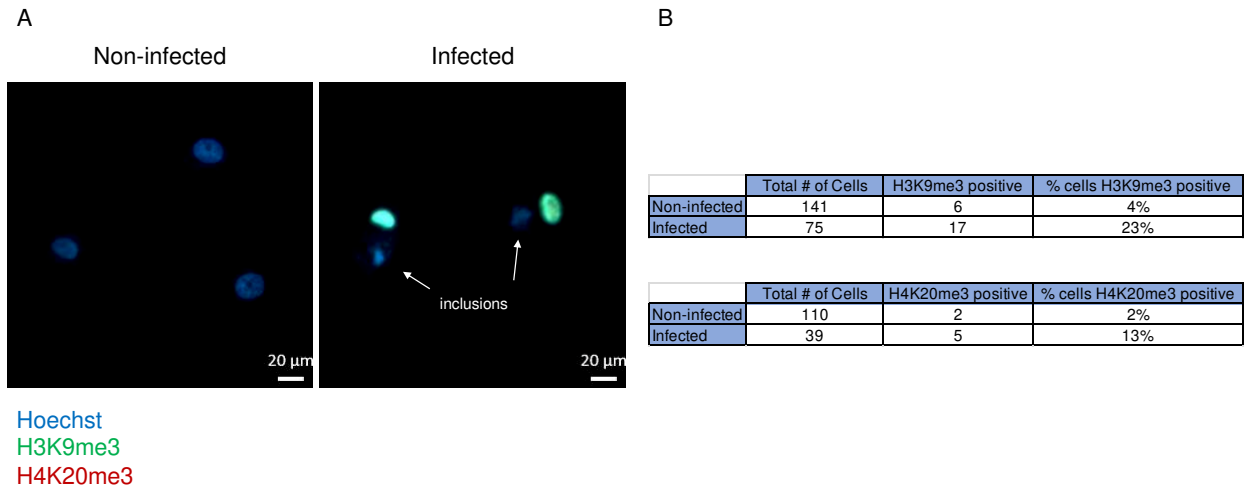 A
B
Non-infected
Infected
inclusions
20 µm
20 µm
Hoechst
H3K9me3
H4K20me3
Total # of Cells H3K9me3 positive % cells H3K9me3 positive
Non-infected 141 6 4%
Infected 75 17 23%
Total # of Cells H4K20me3 positive % cells H4K20me3 positive
Non-infected 110 2 2%
Infected 39 5 13%